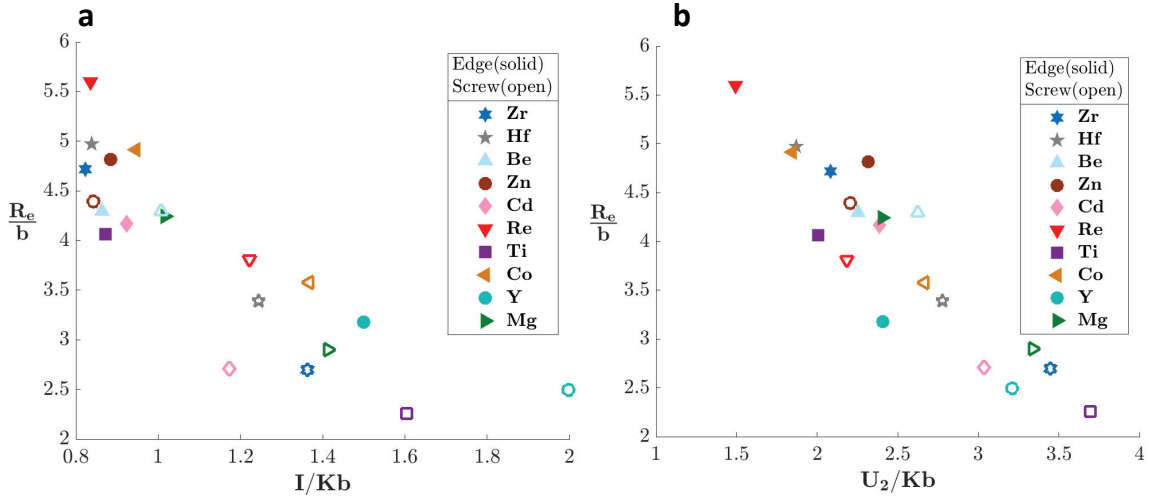 a
6
5.5
5
4.5
4
3.5
3
2.5
2
R_e
b
0.8 1 1.2 1.4 1.6 1.8 2
I/Kb
Edge(solid)
Screw(open)
Zr
Hf
Be
Zn
Cd
Re
Ti
Co
Y
Mg
b
6
5.5
5
4.5
4
3.5
3
2.5
2
R_e
b
1 1.5 2 2.5 3 3.5 4
U_2/Kb
Edge(solid)
Screw(open)
Zr
Hf
Be
Zn
Cd
Re
Ti
Co
Y
Mg